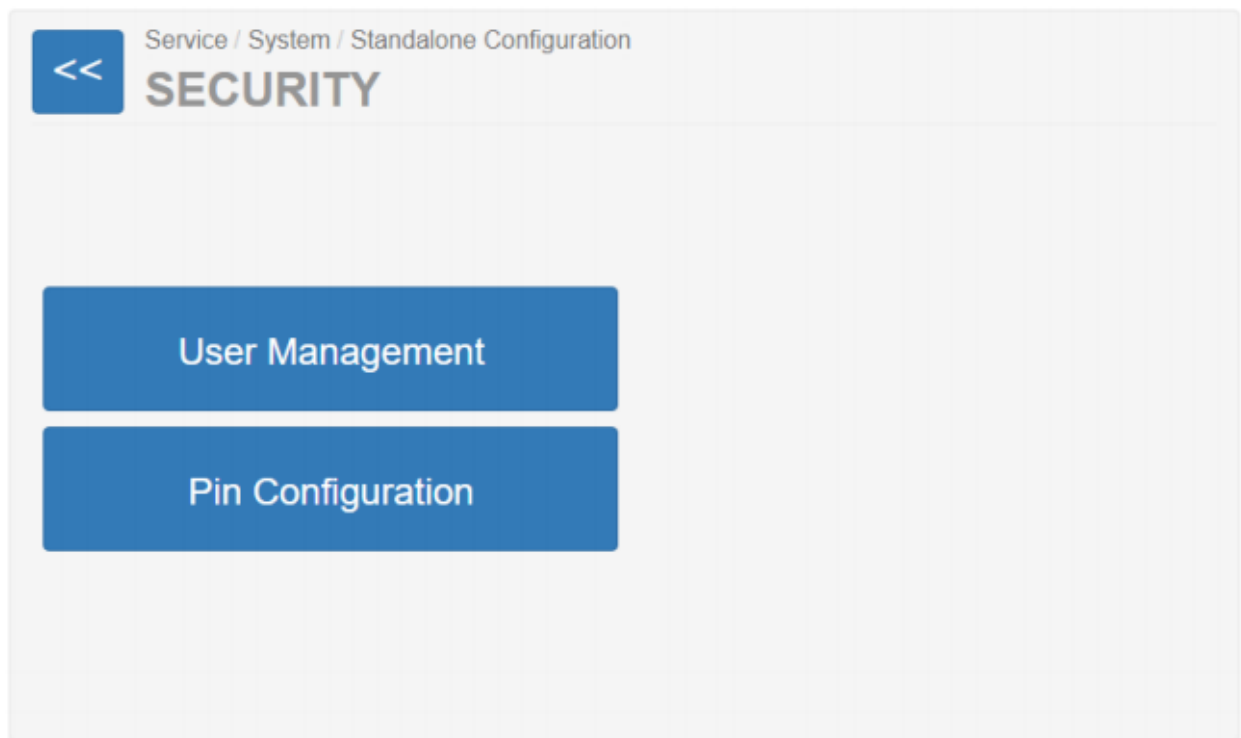 <<
Service / System / Standalone Configuration
SECURITY
User Management
Pin Configuration